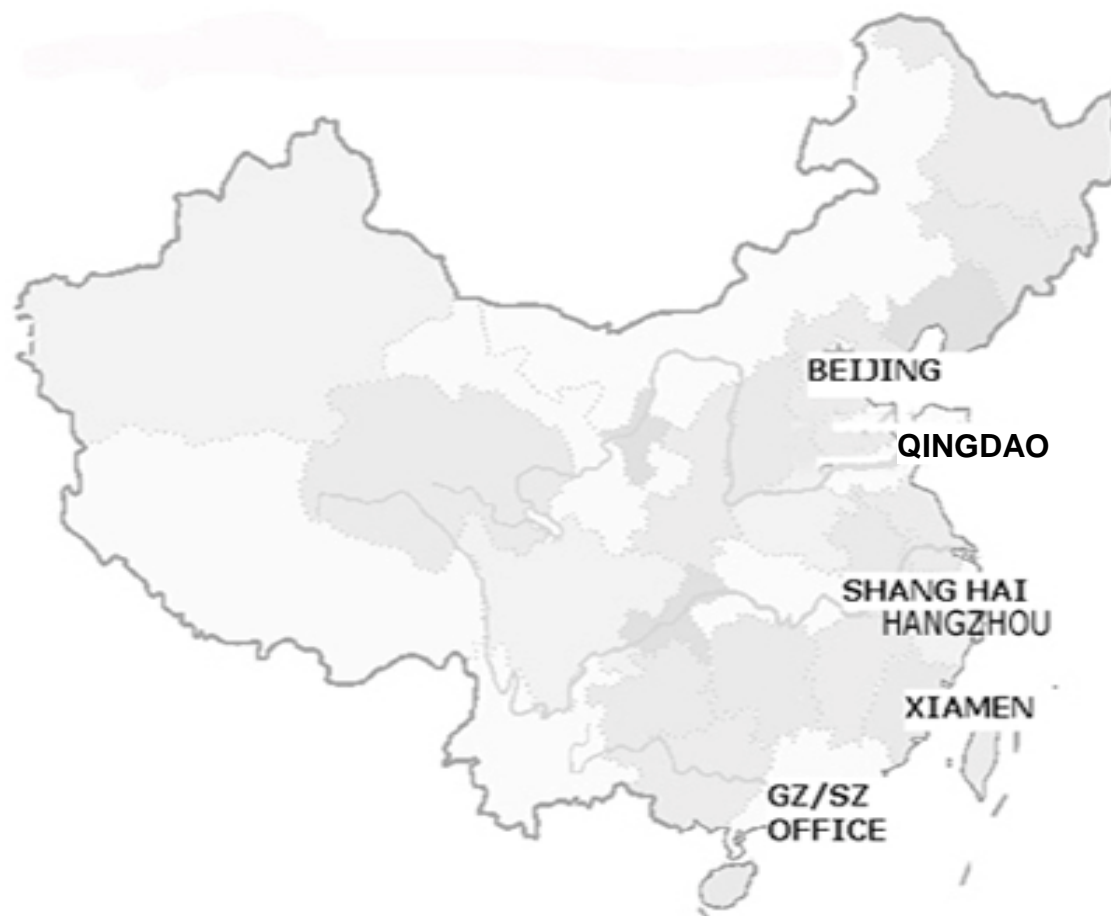 BEIJING
QINGDAO
SHANG HAI
HANGZHOU
XIAMEN
GZ/SZ
OFFICE